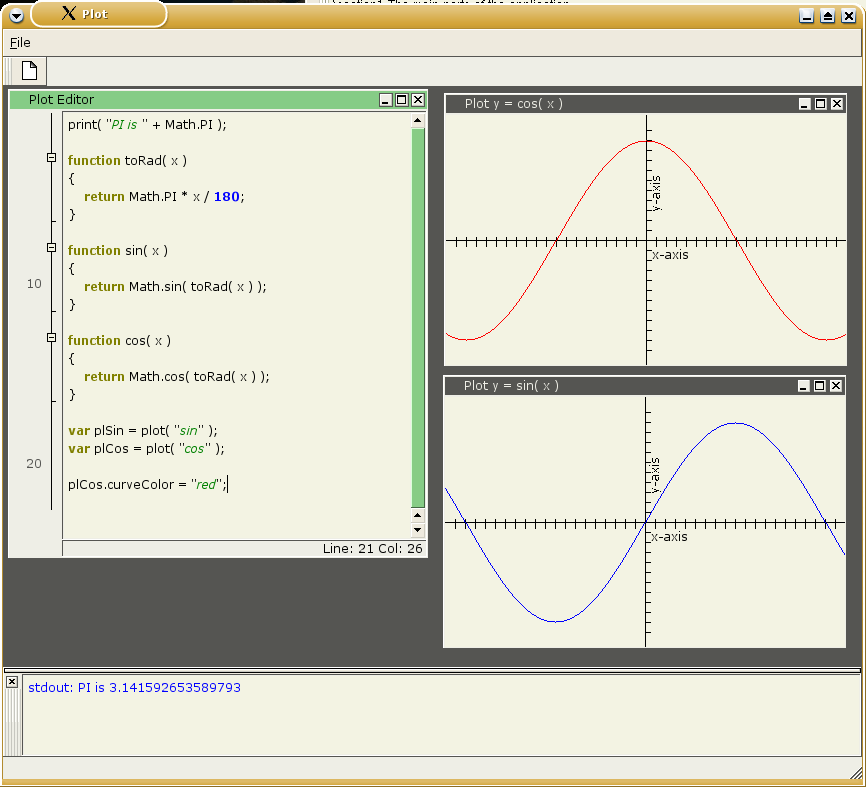 Plot
File
Plot Editor
print( "PI is " + Math.PI );
function toRad( x )
{
return Math.PI * x / 180;
}
function sin( x )
{
10
return Math.sin( toRad( x ) );
}
function cos( x )
{
return Math.cos( toRad( x ) );
}
var plSin = plot( "sin" );
var plCos = plot( "cos" );
20
plCos.curveColor = "red";
Line: 21 Col: 26
Plot y = cos( x )
y-axis
x-axis
Plot y = sin( x )
y-axis
x-axis
stdout: PI is 3.141592653589793